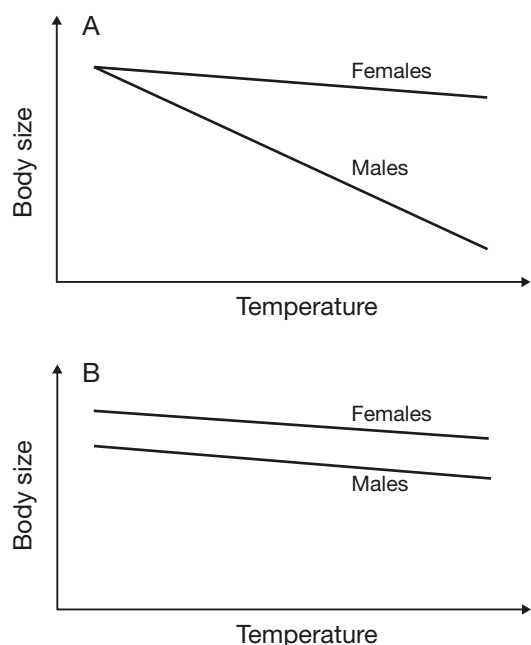 A
Females
Males
Body size
Temperature
B
Females
Males
Body size
Temperature